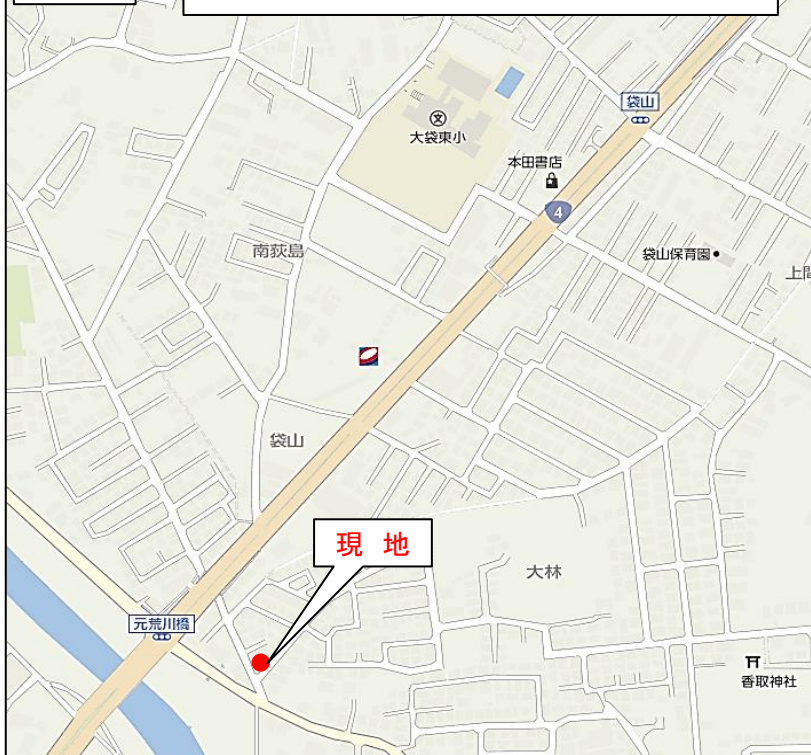 袋山
大袋東小
本田書店
4
南荻島
袋山保育園
上間
袋山
現 地
大林
元荒川橋
香取神社